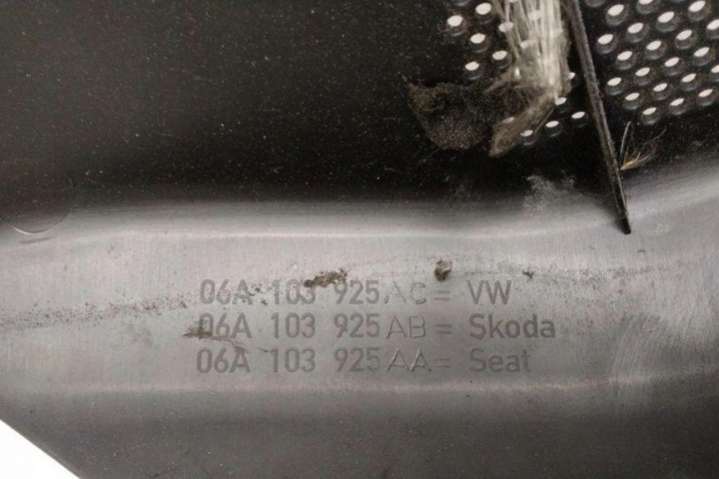 06A 103 925 AC = VW
06A 103 925 AB = Skoda
06A 103 925 AA = Seat